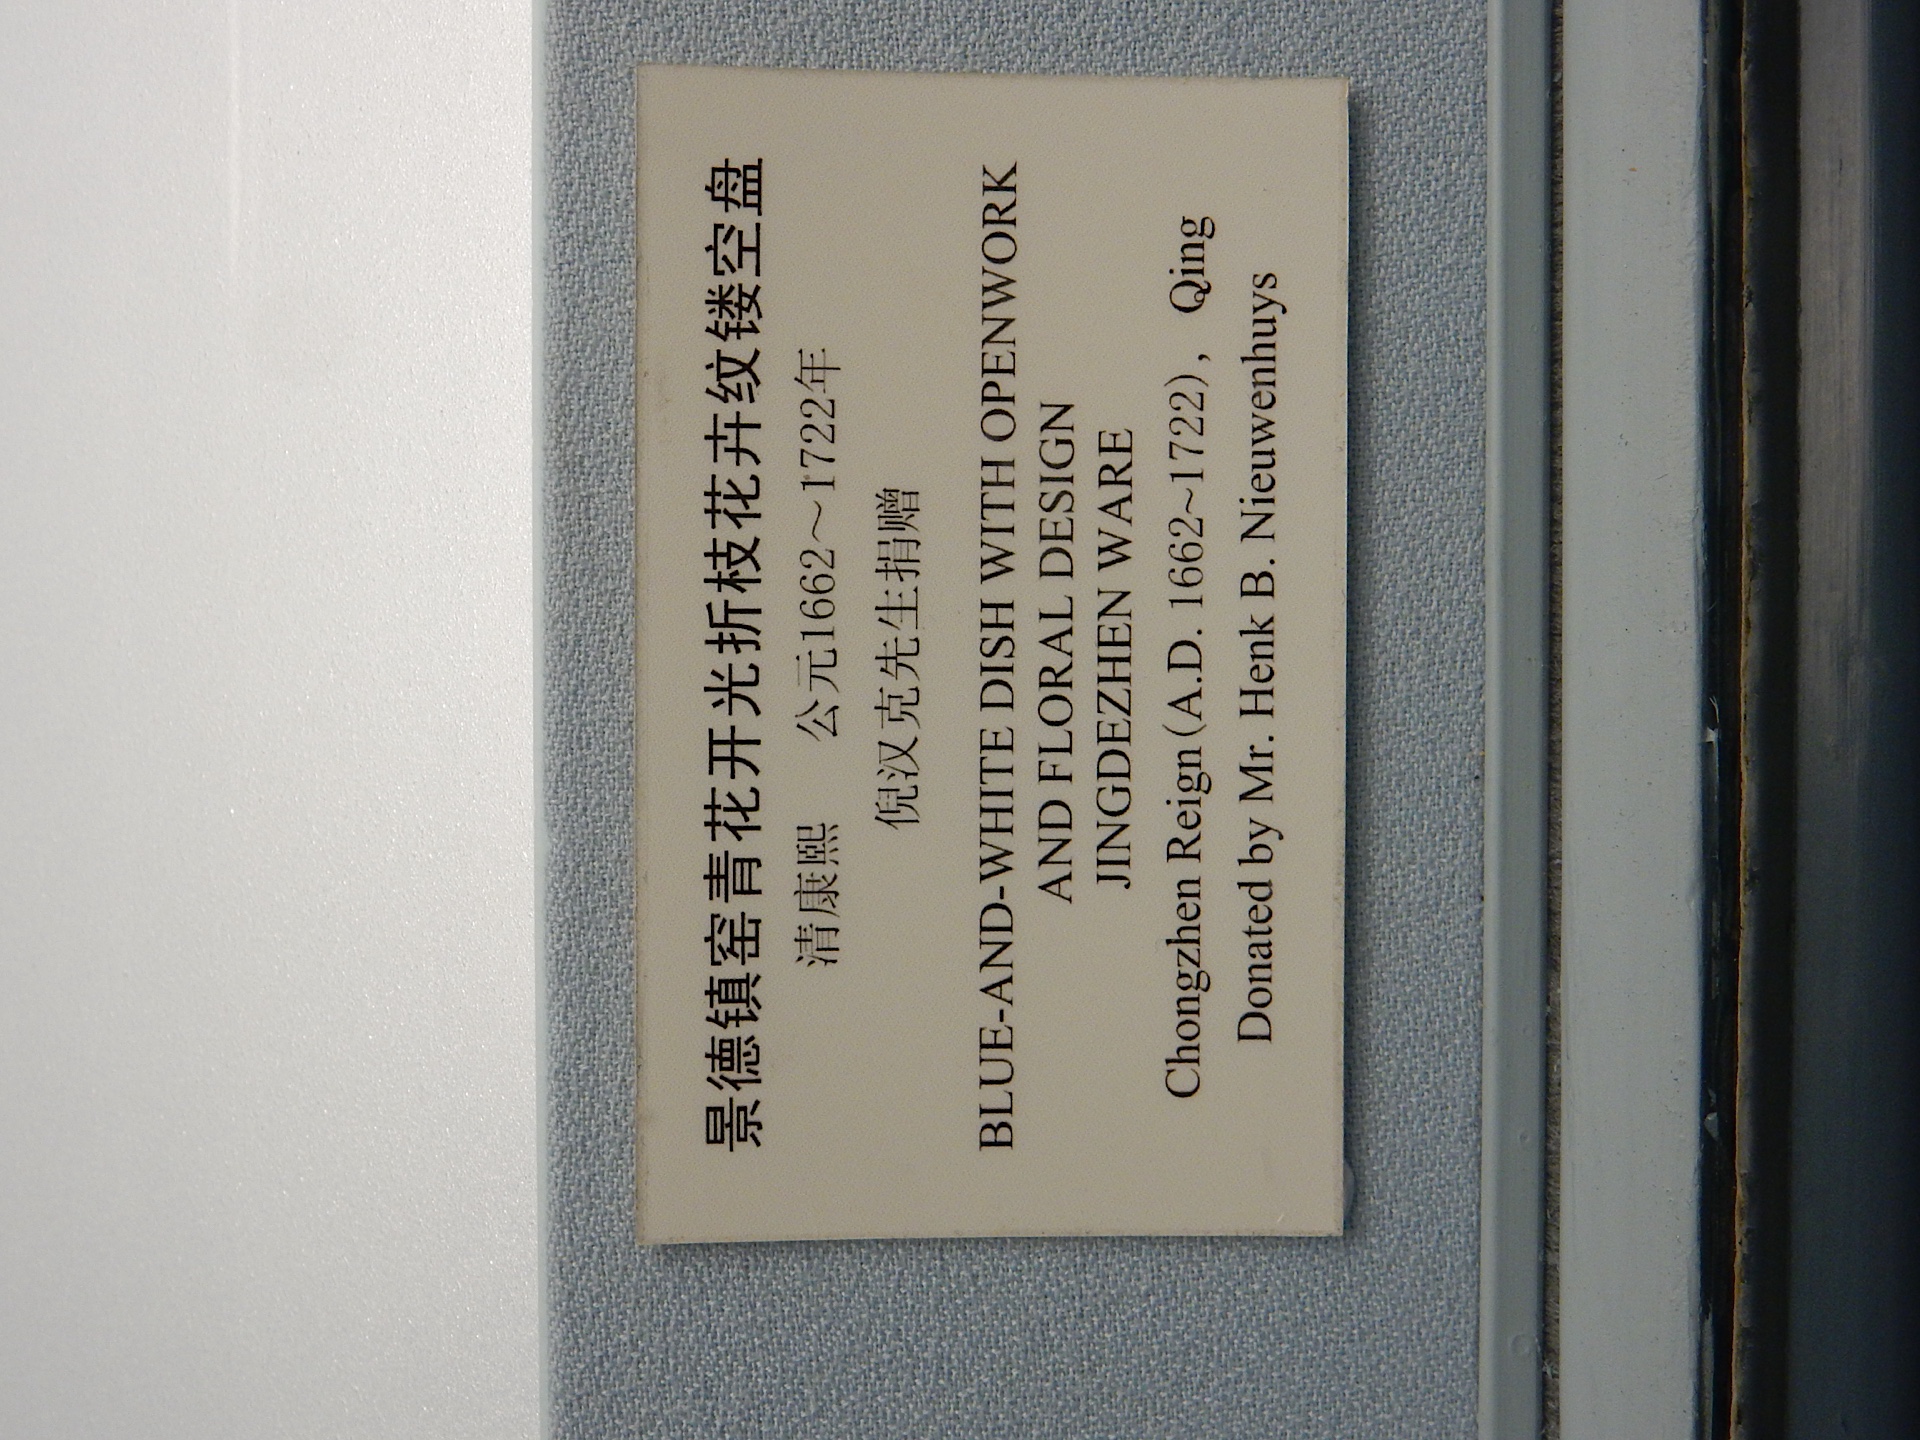 景德镇窑青花开光折枝花卉纹镂空盘
清康熙 公元1662～1722年
倪汉克先生捐赠
BLUE-AND-WHITE DISH WITH OPENWORK
AND FLORAL DESIGN
JINGDEZHEN WARE
Chongzhen Reign(A.D. 1662~1722), Qing
Donated by Mr. Henk B. Nieuwenhuys